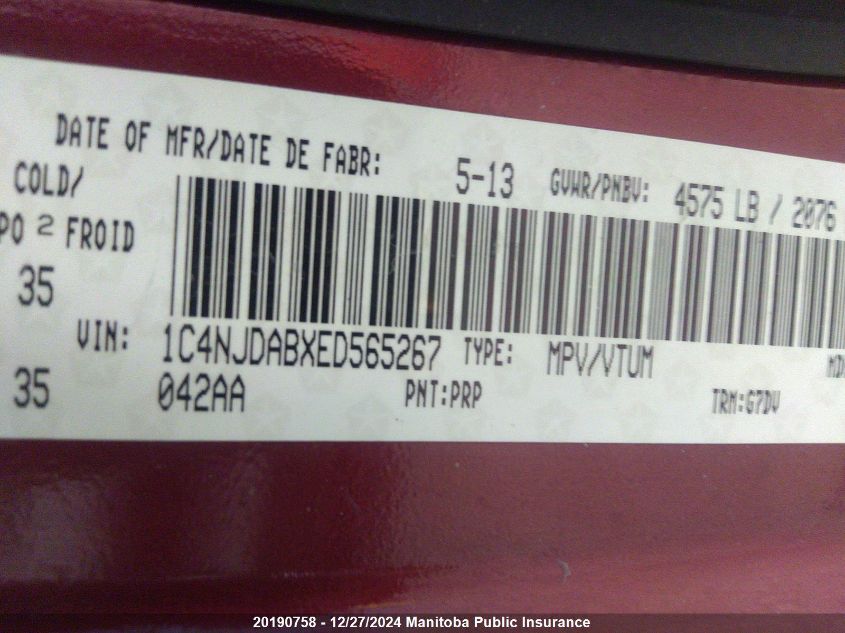 DATE OF MFR/DATE DE FABR: 5-13 GVWR/PNBV: 4575 LB / 2076
COLD/
PO 2 FROID
35
VIN: 1C4NJDABXED565267 TYPE: MPV/VTUM
35 042AA PNT:PRP TRM:G7DV
20190758 - 12/27/2024 Manitoba Public Insurance